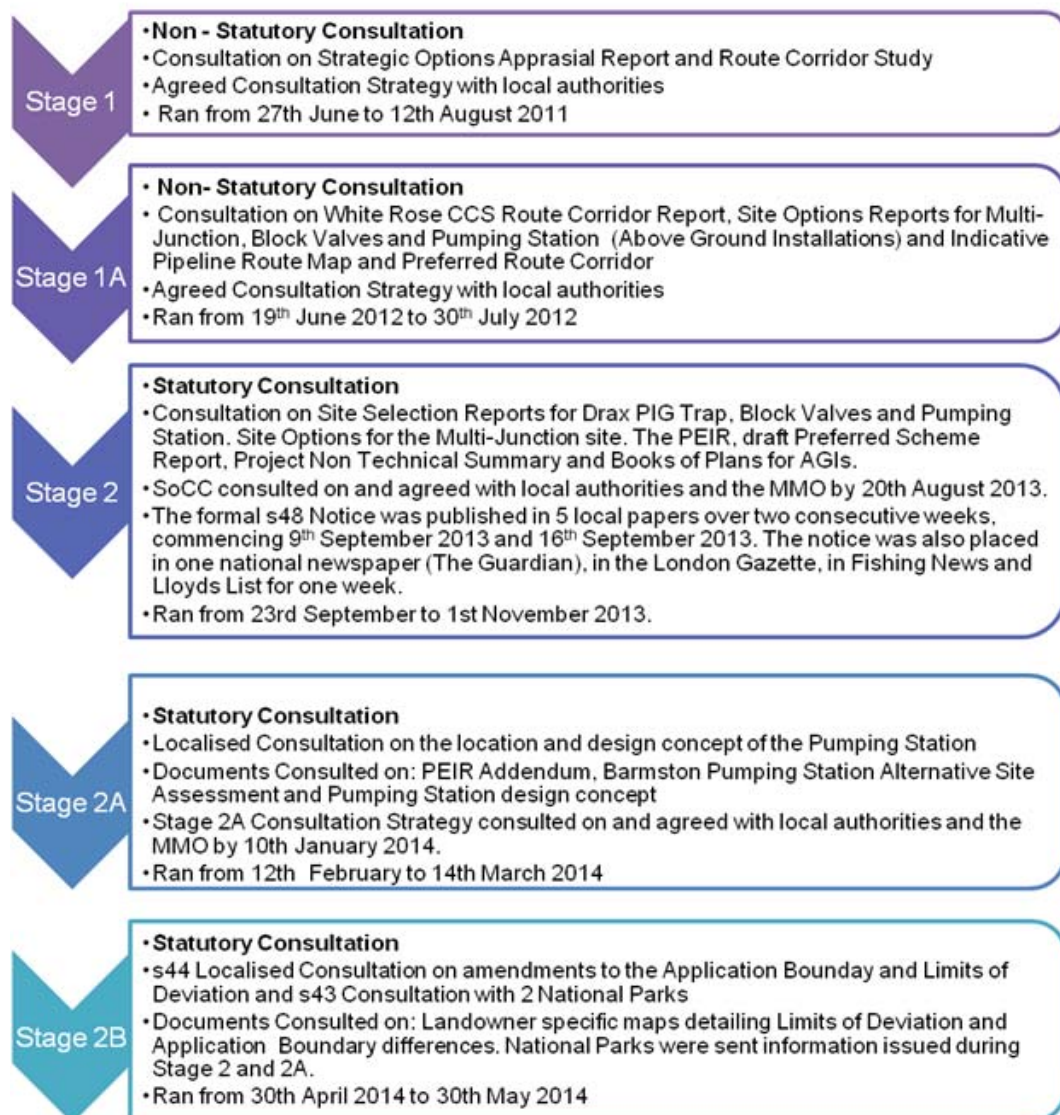 Stage 1
• Non - Statutory Consultation
• Consultation on Strategic Options Apprasial Report and Route Corridor Study
• Agreed Consultation Strategy with local authorities
• Ran from 27th June to 12th August 2011
Stage 1A
• Non- Statutory Consultation
• Consultation on White Rose CCS Route Corridor Report, Site Options Reports for Multi-
Junction, Block Valves and Pumping Station (Above Ground Installations) and Indicative
Pipeline Route Map and Preferred Route Corridor
• Agreed Consultation Strategy with local authorities
• Ran from 19th June 2012 to 30th July 2012
Stage 2
• Statutory Consultation
• Consultation on Site Selection Reports for Drax PIG Trap, Block Valves and Pumping
Station. Site Options for the Multi-Junction site. The PEIR, draft Preferred Scheme
Report, Project Non Technical Summary and Books of Plans for AGIs.
• SoCC consulted on and agreed with local authorities and the MMO by 20th August 2013.
• The formal s48 Notice was published in 5 local papers over two consecutive weeks,
commencing 9th September 2013 and 16th September 2013. The notice was also placed
in one national newspaper (The Guardian), in the London Gazette, in Fishing News and
Lloyds List for one week.
• Ran from 23rd September to 1st November 2013.
Stage 2A
• Statutory Consultation
• Localised Consultation on the location and design concept of the Pumping Station
• Documents Consulted on: PEIR Addendum, Barmston Pumping Station Alternative Site
Assessment and Pumping Station design concept
• Stage 2A Consultation Strategy consulted on and agreed with local authorities and the
MMO by 10th January 2014.
• Ran from 12th February to 14th March 2014
Stage 2B
• Statutory Consultation
• s44 Localised Consultation on amendments to the Application Bounday and Limits of
Deviation and s43 Consultation with 2 National Parks
• Documents Consulted on: Landowner specific maps detailing Limits of Deviation and
Application Boundary differences. National Parks were sent information issued during
Stage 2 and 2A.
• Ran from 30th April 2014 to 30th May 2014